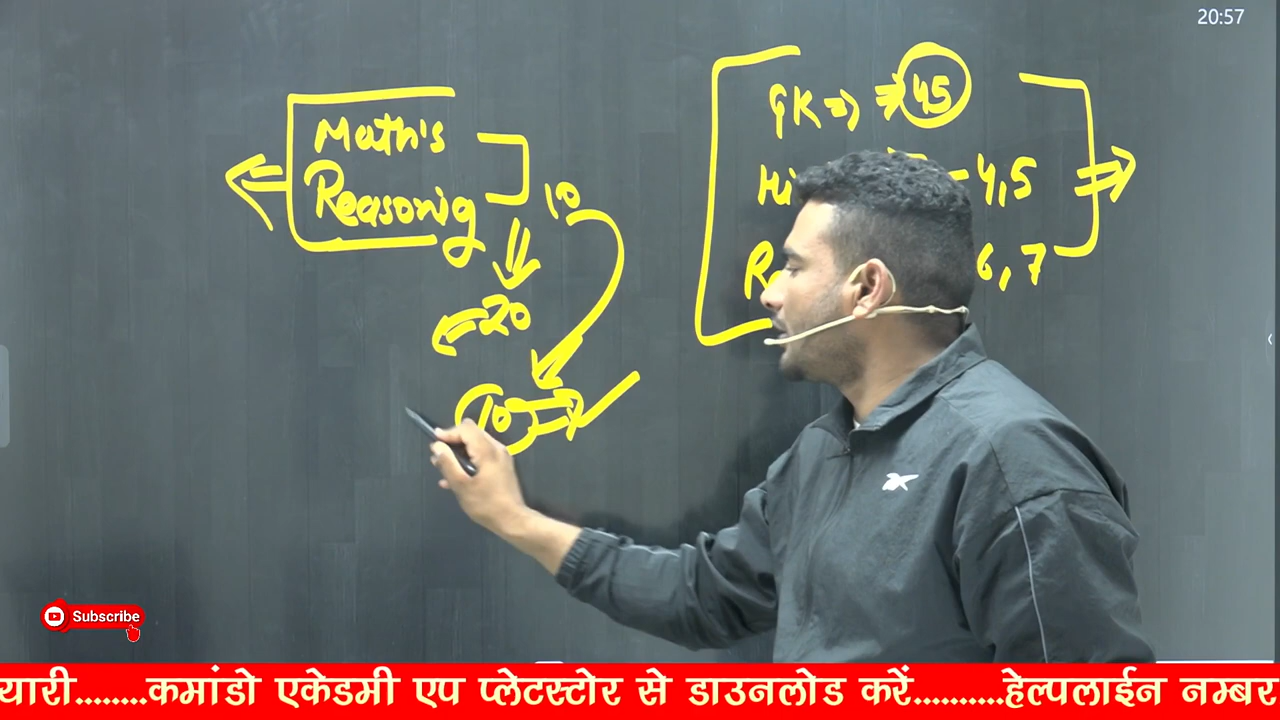 20:57
Math's
Reasonig
10
20
10
GK => => 45
Hi - 4,5
6,7
Subscribe
यारी........कमांडो एकेडमी एप प्लेटस्टोर से डाउनलोड करें..........हेल्पलाईन नम्बर